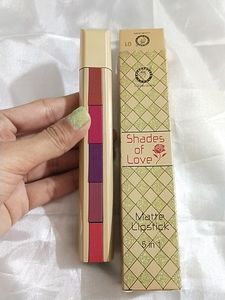 Shades
of
Love
Matte
Lipstick
5 in 1